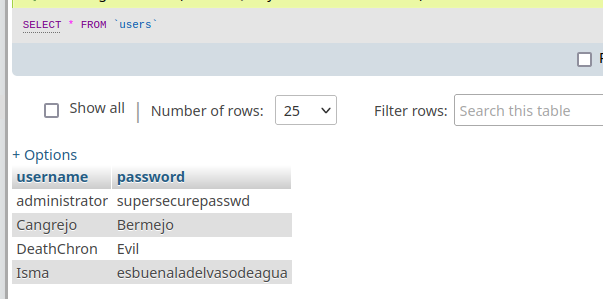 SELECT * FROM `users`
Show all Number of rows: 25 Filter rows: Search this table
+ Options
username password
administrator supersecurepasswd
Cangrejo Bermejo
DeathChron Evil
Isma esbuenaladelvasodeagua